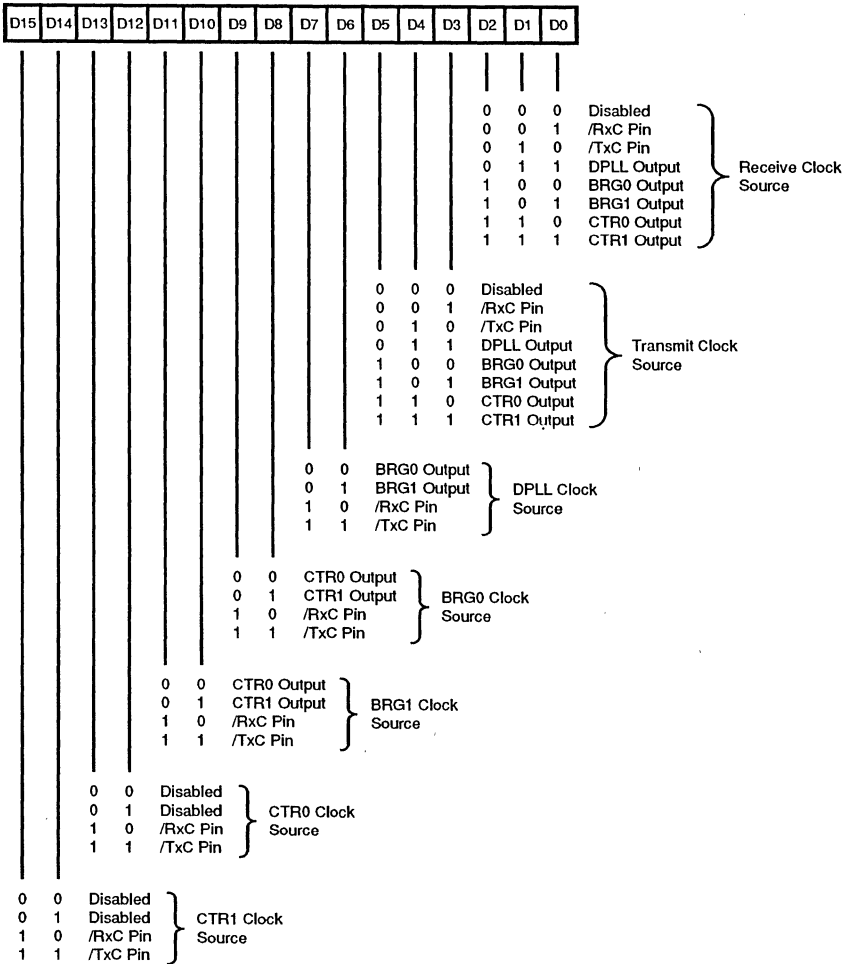 D15 D14 D13 D12 D11 D10 D9 D8 D7 D6 D5 D4 D3 D2 D1 D0
0 0 0 Disabled
0 0 1 /RxC Pin
0 1 0 /TxC Pin
0 1 1 DPLL Output
1 0 0 BRG0 Output
1 0 1 BRG1 Output
1 1 0 CTR0 Output
1 1 1 CTR1 Output
Receive Clock
Source
0 0 0 Disabled
0 0 1 /RxC Pin
0 1 0 /TxC Pin
0 1 1 DPLL Output
1 0 0 BRG0 Output
1 0 1 BRG1 Output
1 1 0 CTR0 Output
1 1 1 CTR1 Output
Transmit Clock
Source
0 0 BRG0 Output
0 1 BRG1 Output
1 0 /RxC Pin
1 1 /TxC Pin
DPLL Clock
Source
0 0 CTR0 Output
0 1 CTR1 Output
1 0 /RxC Pin
1 1 /TxC Pin
BRG0 Clock
Source
0 0 CTR0 Output
0 1 CTR1 Output
1 0 /RxC Pin
1 1 /TxC Pin
BRG1 Clock
Source
0 0 Disabled
0 1 Disabled
1 0 /RxC Pin
1 1 /TxC Pin
CTR0 Clock
Source
0 0 Disabled
0 1 Disabled
1 0 /RxC Pin
1 1 /TxC Pin
CTR1 Clock
Source